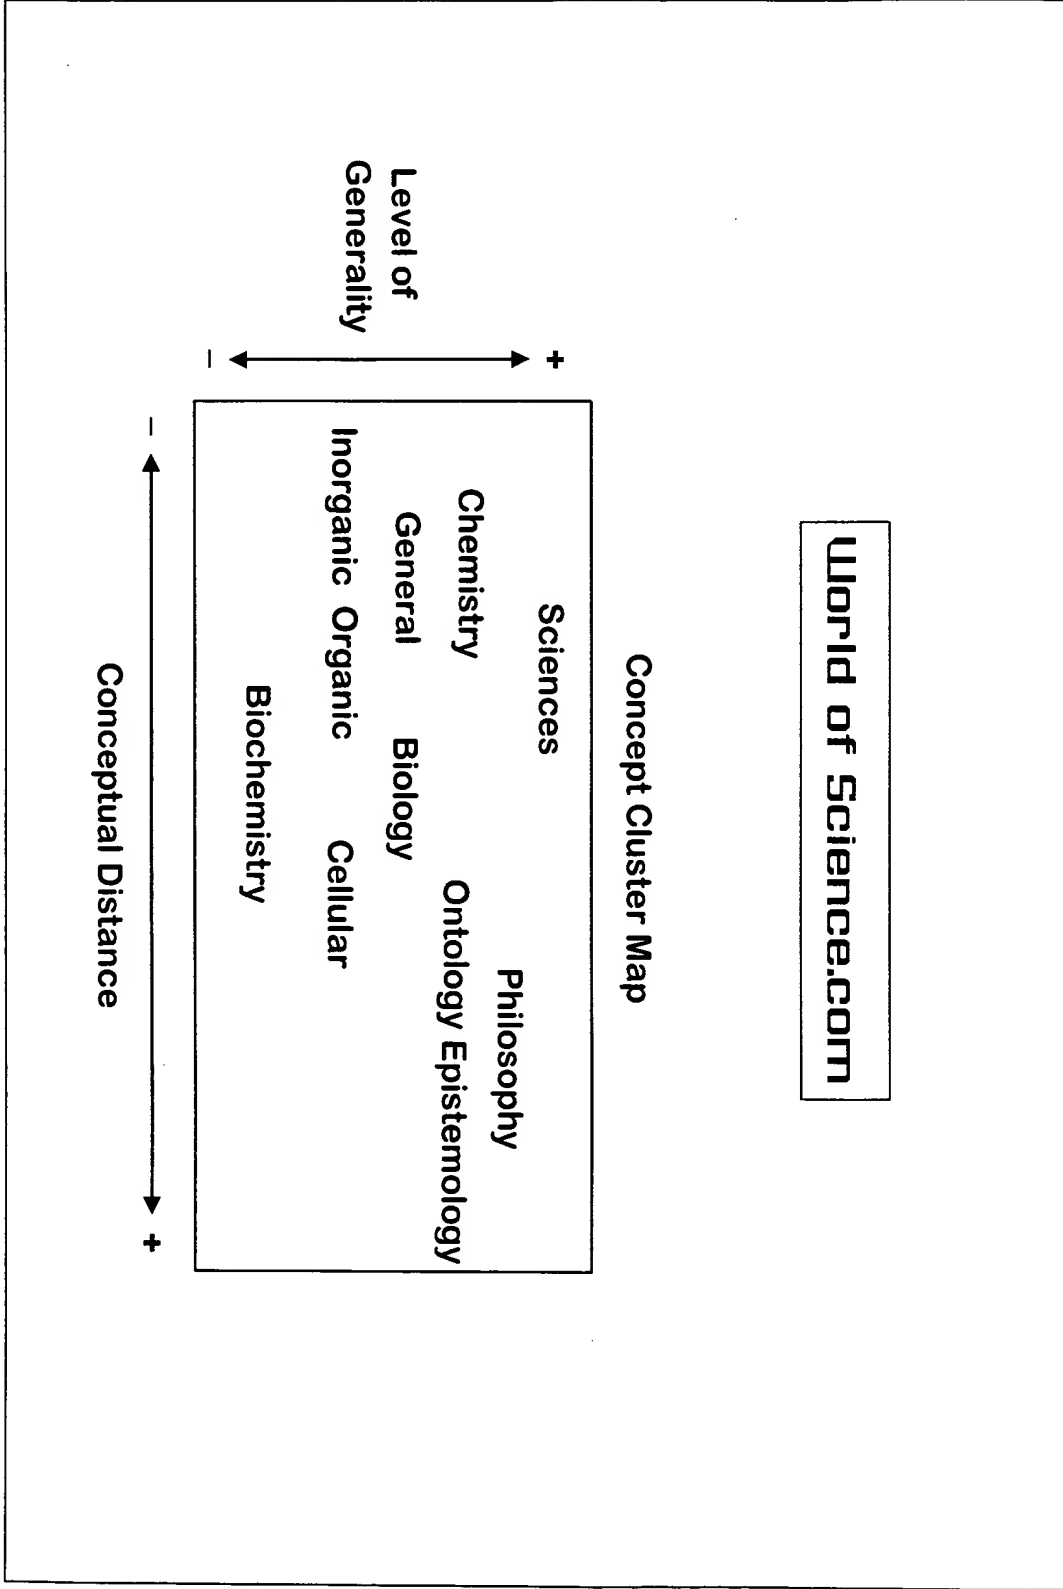 World of Science.com
Concept Cluster Map
+
Level of
Generality
–
Sciences
Philosophy
Chemistry
Ontology Epistemology
General
Biology
Inorganic Organic
Cellular
Biochemistry
–
+
Conceptual Distance